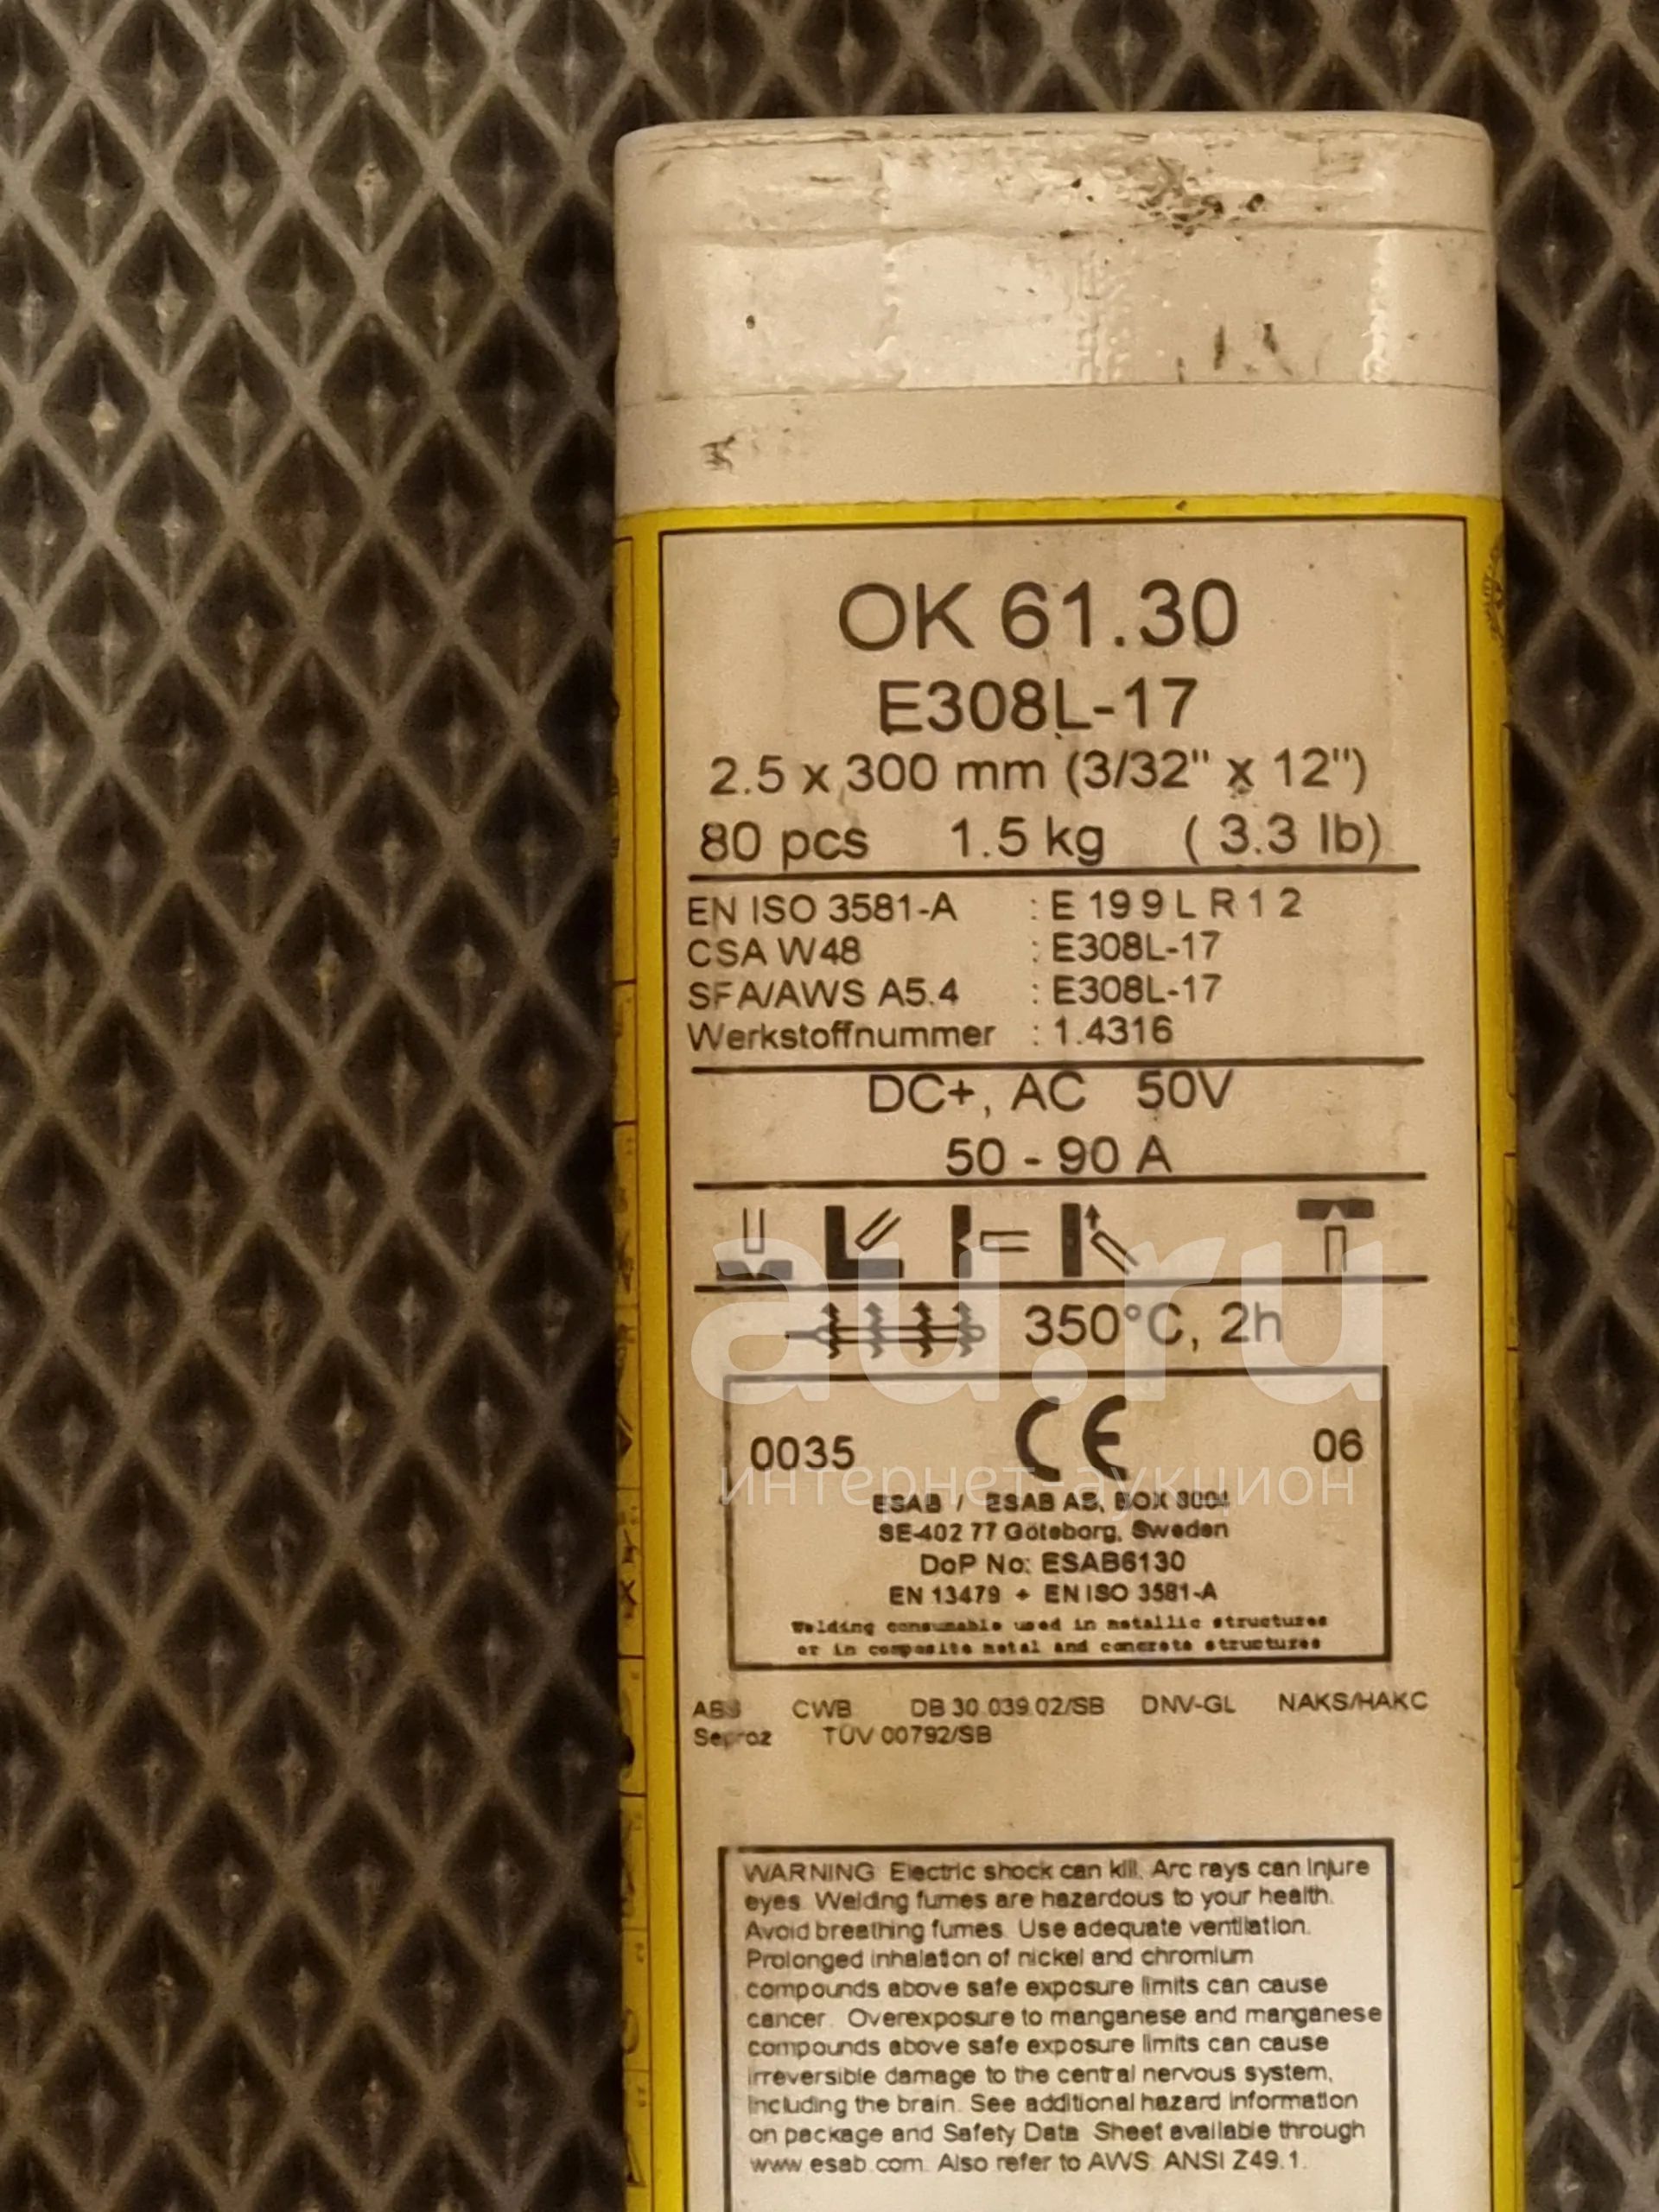 OK 61.30
E308L-17
2.5 x 300 mm (3/32" x 12")
80 pcs 1.5 kg ( 3.3 lb)
EN ISO 3581-A : E 19 9 L R 1 2
CSA W48 : E308L-17
SFA/AWS A5.4 : E308L-17
Werkstoffnummer : 1.4316
DC+, AC 50V
50 - 90 A
350°C, 2h
au.ru
CE
0035 06
интернет-аукцион
ESAB / ESAB AB, BOX 8004
SE-402 77 Göteborg, Sweden
DoP No: ESAB6130
EN 13479 + EN ISO 3581-A
Welding consumable used in metallic structures
or in composite metal and concrete structures
ABS CWB DB 30.039.02/SB DNV-GL NAKS/HAKC
Seproz TÜV 00792/SB
WARNING Electric shock can kill. Arc rays can injure
eyes. Welding fumes are hazardous to your health.
Avoid breathing fumes. Use adequate ventilation.
Prolonged inhalation of nickel and chromium
compounds above safe exposure limits can cause
cancer. Overexposure to manganese and manganese
compounds above safe exposure limits can cause
irreversible damage to the central nervous system,
including the brain. See additional hazard information
on package and Safety Data Sheet available through
www.esab.com. Also refer to AWS ANSI Z49.1.